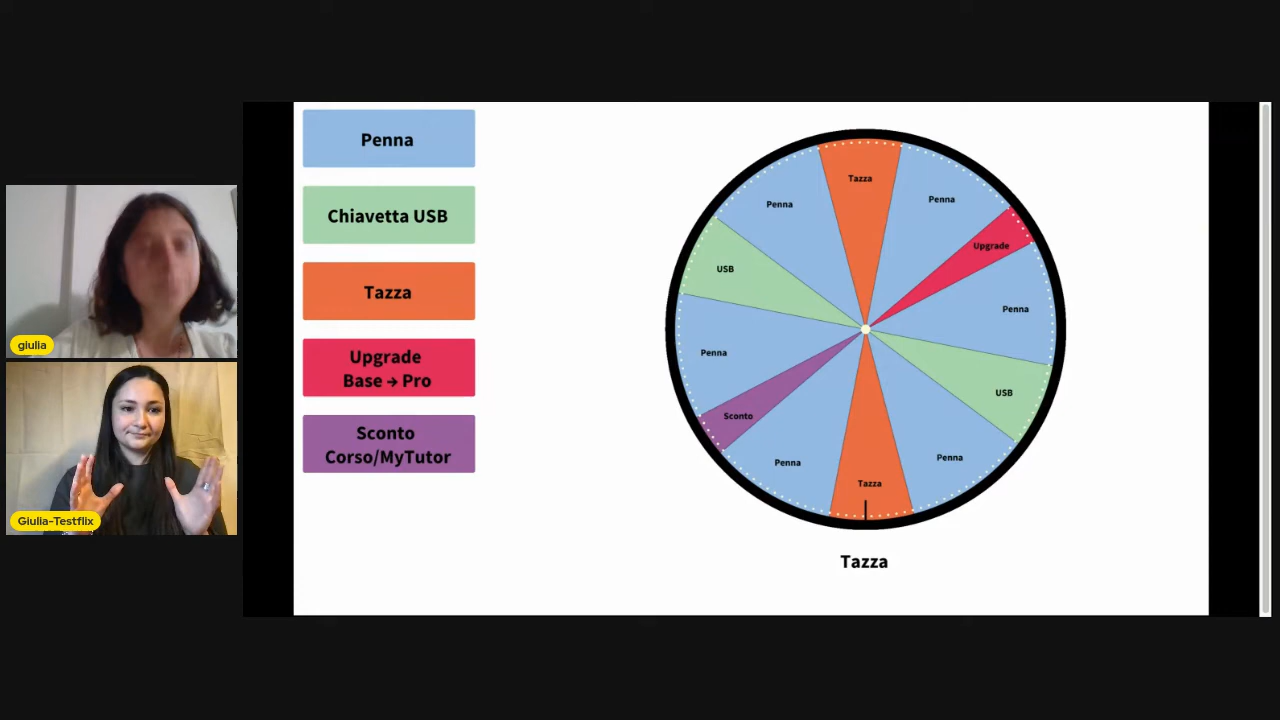 Penna
Chiavetta USB
Tazza
Upgrade
Base → Pro
Sconto
Corso/MyTutor
Tazza
Penna
Penna
Upgrade
USB
Penna
Penna
USB
Sconto
Penna
Penna
Tazza
Tazza
giulia
Giulia-Testflix